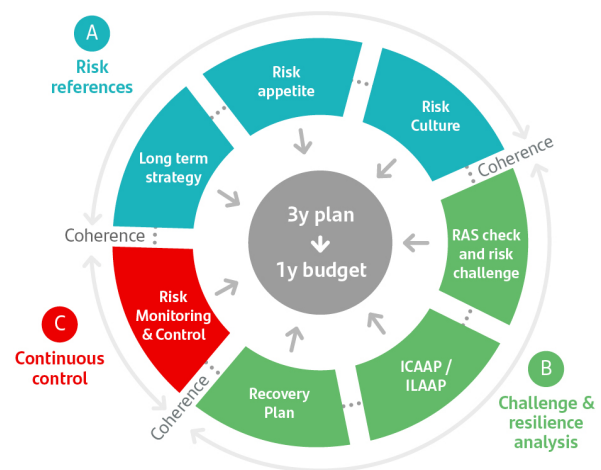 A
Risk
references
Risk
appetite
Risk
Culture
Long term
strategy
Coherence
Coherence
3y plan
1y budget
RAS check
and risk
challenge
Risk
Monitoring
& Control
C
Continuous
control
Coherence
Recovery
Plan
ICAAP /
ILAAP
B
Challenge &
resilience
analysis